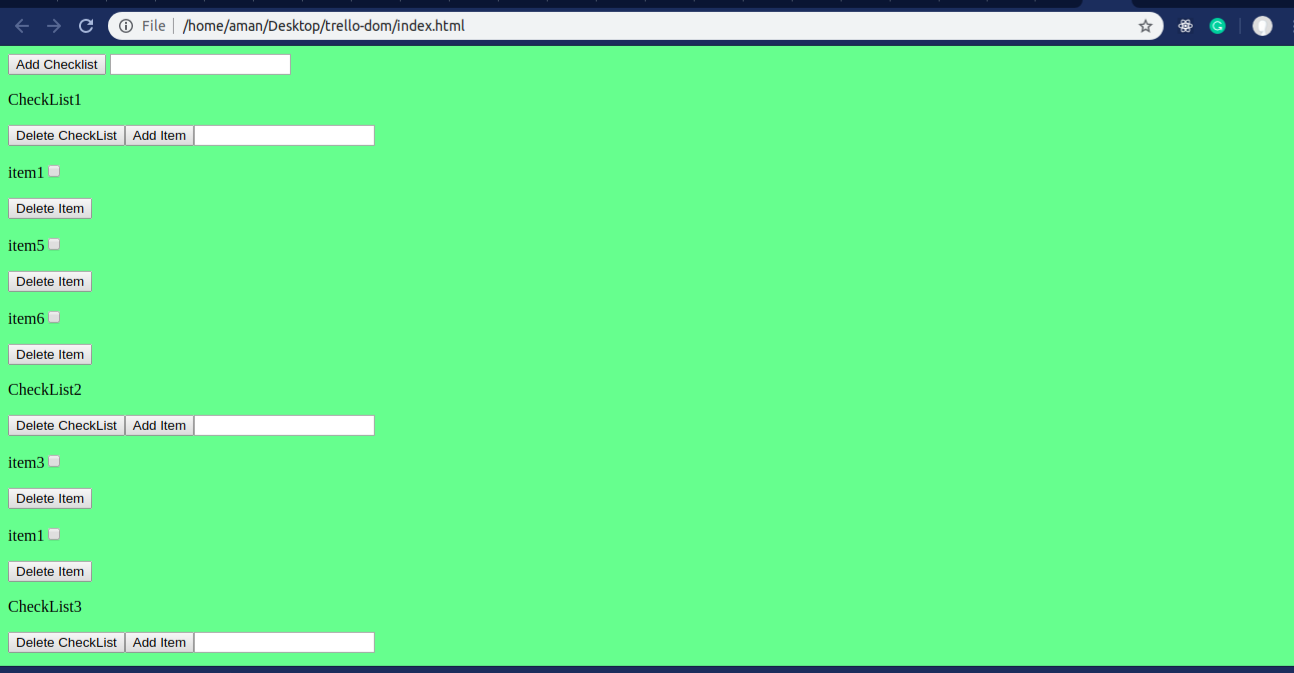 File | /home/aman/Desktop/trello-dom/index.html
Add Checklist
CheckList1
Delete CheckList Add Item
item1
Delete Item
item5
Delete Item
item6
Delete Item
CheckList2
Delete CheckList Add Item
item3
Delete Item
item1
Delete Item
CheckList3
Delete CheckList Add Item